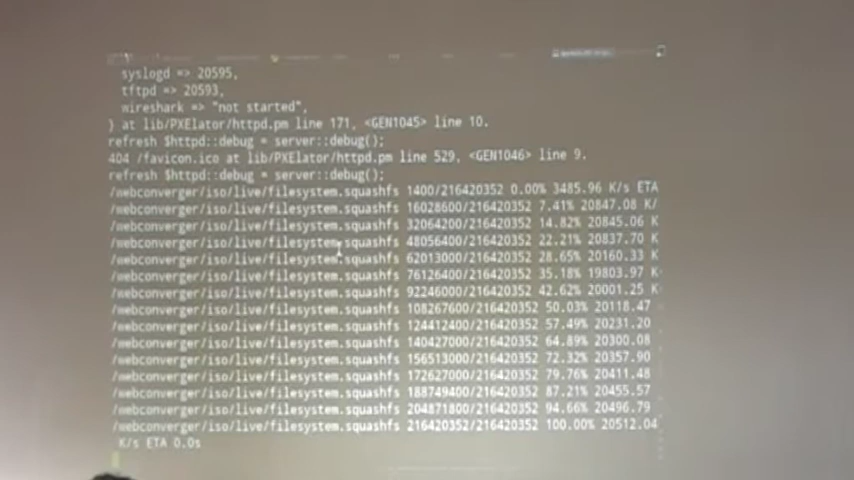 syslogd => 20595,
tftpd => 20593,
wireshark => "not started",
} at lib/PXElator/httpd.pm line 171, <GEN1045> line 10.
refresh $httpd::debug = server::debug();
404 /favicon.ico at lib/PXElator/httpd.pm line 529, <GEN1046> line 9.
refresh $httpd::debug = server::debug();
/webconverger/iso/live/filesystem.squashfs 1400/216420352 0.00% 3485.96 K/s ETA
/webconverger/iso/live/filesystem.squashfs 16028600/216420352 7.41% 20847.08 K/
/webconverger/iso/live/filesystem.squashfs 32064200/216420352 14.82% 20845.06 K
/webconverger/iso/live/filesystem.squashfs 48056400/216420352 22.21% 20837.70 K
/webconverger/iso/live/filesystem.squashfs 62013000/216420352 28.65% 20160.33 K
/webconverger/iso/live/filesystem.squashfs 76126400/216420352 35.18% 19803.97 K
/webconverger/iso/live/filesystem.squashfs 92246000/216420352 42.62% 20001.25 K
/webconverger/iso/live/filesystem.squashfs 108267600/216420352 50.03% 20118.47
/webconverger/iso/live/filesystem.squashfs 124412400/216420352 57.49% 20231.20
/webconverger/iso/live/filesystem.squashfs 140427000/216420352 64.89% 20300.08
/webconverger/iso/live/filesystem.squashfs 156513000/216420352 72.32% 20357.90
/webconverger/iso/live/filesystem.squashfs 172627000/216420352 79.76% 20411.48
/webconverger/iso/live/filesystem.squashfs 188749400/216420352 87.21% 20455.57
/webconverger/iso/live/filesystem.squashfs 204871800/216420352 94.66% 20496.79
/webconverger/iso/live/filesystem.squashfs 216420352/216420352 100.00% 20512.04
K/s ETA 0.0s